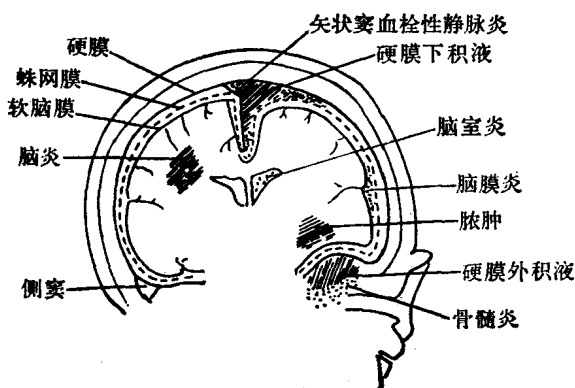 矢状窦血栓性静脉炎
硬膜
硬膜下积液
蛛网膜
软脑膜
脑室炎
脑炎
脑膜炎
脓肿
硬膜外积液
侧窦
骨髓炎